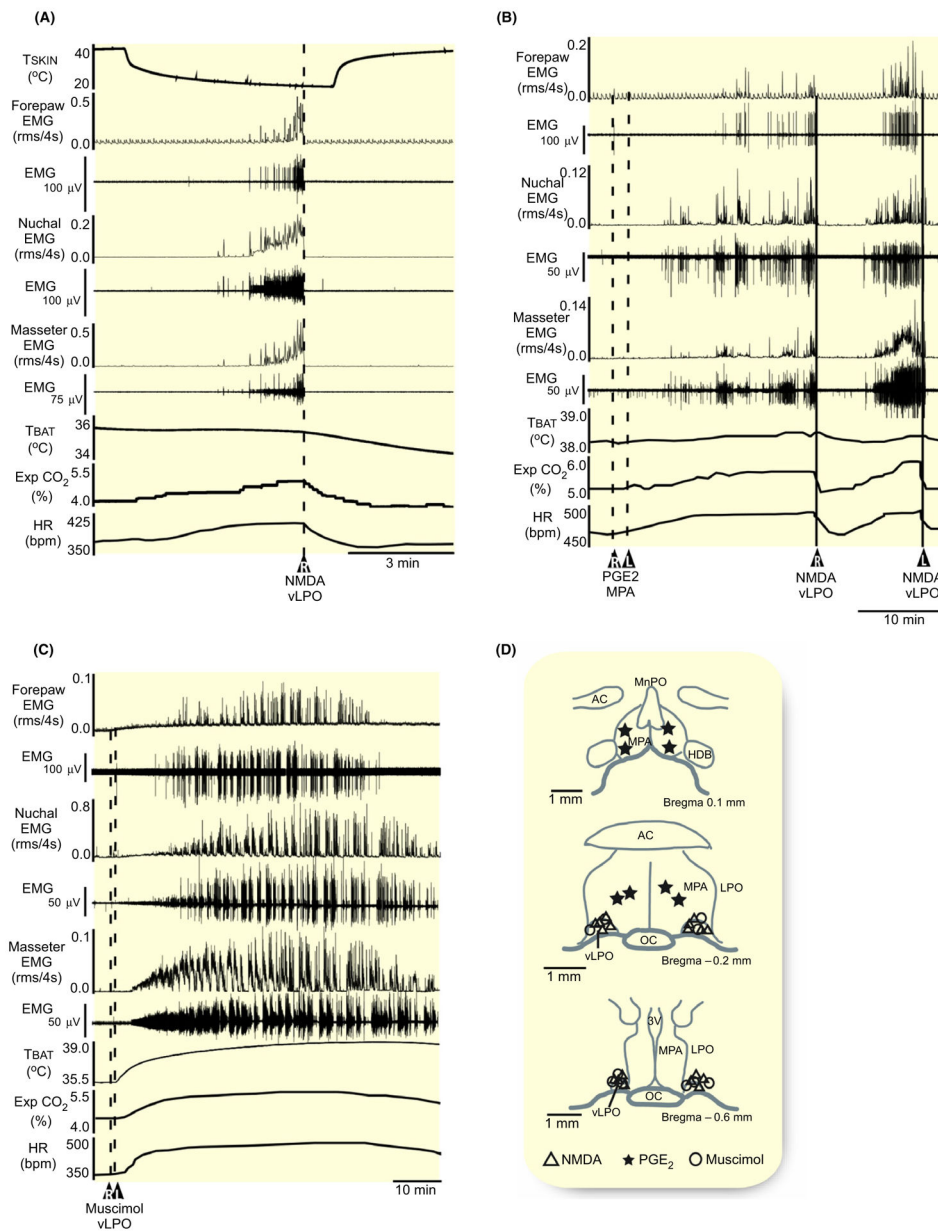 (A)
TSKIN
(°C)
40
20
Forepaw
EMG
(rms/4s)
0.5
0.0
EMG
100 µV
Nuchal
EMG
(rms/4s)
0.2
0.0
EMG
100 µV
Masseter
EMG
(rms/4s)
0.5
0.0
EMG
75 µV
TBAT
(°C)
36
34
Exp CO2
(%)
5.5
4.0
HR
(bpm)
425
350
3 min
R
NMDA
vLPO
(B)
Forepaw
EMG
(rms/4s)
0.2
0.0
EMG
100 µV
Nuchal
EMG
(rms/4s)
0.12
0.0
EMG
50 µV
Masseter
EMG
(rms/4s)
0.14
0.0
EMG
50 µV
TBAT
(°C)
39.0
38.0
Exp CO2
(%)
6.0
5.0
HR
(bpm)
500
450
R L
PGE2
MPA
R
NMDA
vLPO
L
NMDA
vLPO
10 min
(C)
Forepaw
EMG
(rms/4s)
0.1
0.0
EMG
100 µV
Nuchal
EMG
(rms/4s)
0.8
0.0
EMG
50 µV
Masseter
EMG
(rms/4s)
0.1
0.0
EMG
50 µV
TBAT
(°C)
39.0
35.5
Exp CO2
(%)
5.5
4.0
HR
(bpm)
500
350
10 min
R L
Muscimol
vLPO
(D)
MnPO
AC
MPA
HDB
1 mm
Bregma 0.1 mm
AC
MPA
LPO
OC
vLPO
1 mm
Bregma – 0.2 mm
3V
MPA
LPO
OC
vLPO
1 mm
Bregma – 0.6 mm
△ NMDA ★ PGE2 ○ Muscimol